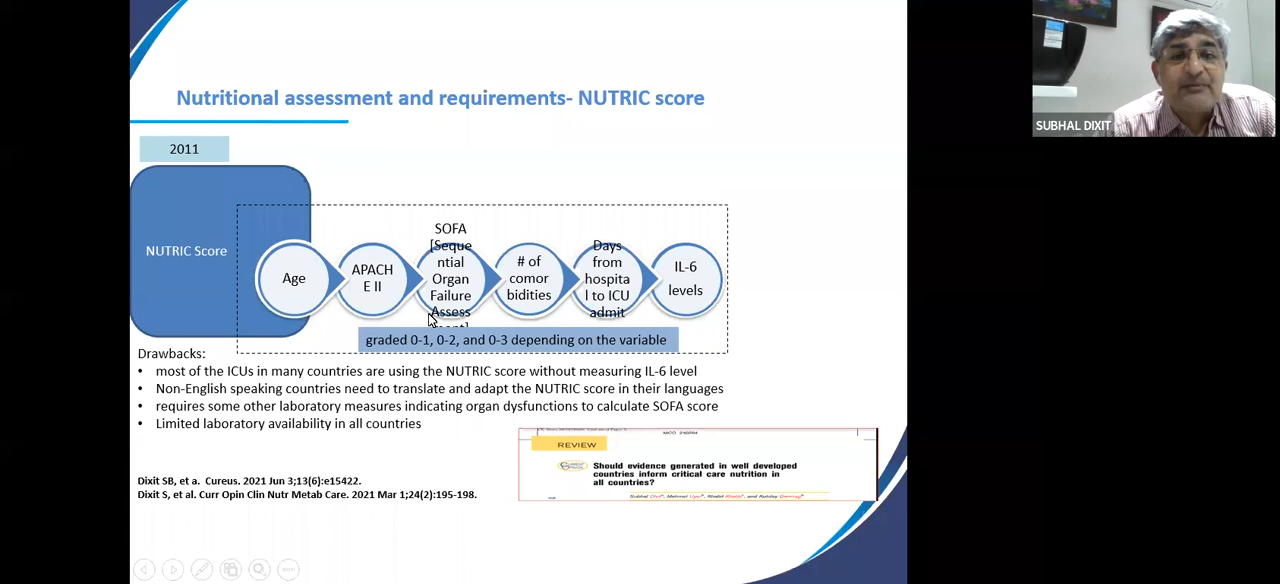 Nutritional assessment and requirements- NUTRIC score
SUBHAL DIXIT
2011
NUTRIC Score
Age
APACH
E II
SOFA
[Seque
ntial
Organ
Failure
Assess
ment]
# of
comor
bidities
Days
from
hospita
l to ICU
admit
IL-6
levels
graded 0-1, 0-2, and 0-3 depending on the variable
Drawbacks:
• most of the ICUs in many countries are using the NUTRIC score without measuring IL-6 level
• Non-English speaking countries need to translate and adapt the NUTRIC score in their languages
• requires some other laboratory measures indicating organ dysfunctions to calculate SOFA score
• Limited laboratory availability in all countries
REVIEW
Should evidence generated in well developed
countries inform critical care nutrition in
all countries?
Dixit SB, et a. Cureus. 2021 Jun 3;13(6):e15422.
Dixit S, et al. Curr Opin Clin Nutr Metab Care. 2021 Mar 1;24(2):195-198.